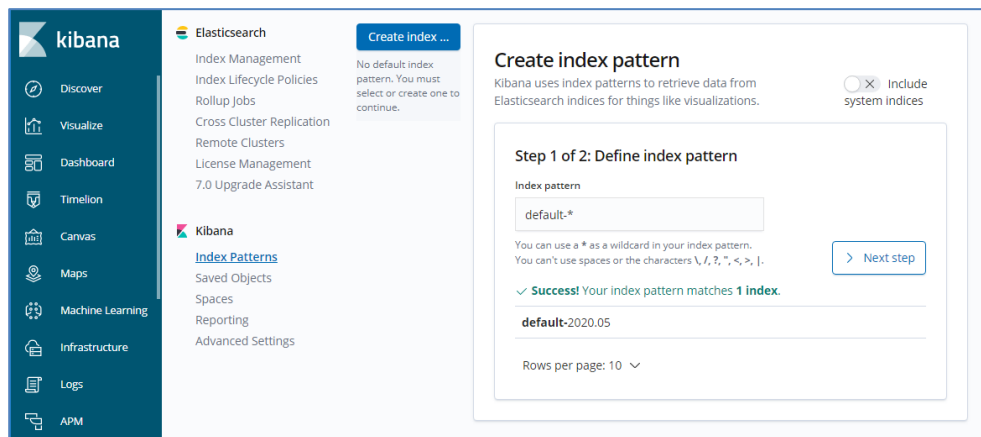 kibana
Discover
Visualize
Dashboard
Timelion
Canvas
Maps
Machine Learning
Infrastructure
Logs
APM
Elasticsearch
Index Management
Index Lifecycle Policies
Rollup Jobs
Cross Cluster Replication
Remote Clusters
License Management
7.0 Upgrade Assistant
Kibana
Index Patterns
Saved Objects
Spaces
Reporting
Advanced Settings
Create index ...
No default index
pattern. You must
select or create one to
continue.
Create index pattern
Kibana uses index patterns to retrieve data from
Elasticsearch indices for things like visualizations.
Include
system indices
Step 1 of 2: Define index pattern
Index pattern
default-*
You can use a * as a wildcard in your index pattern.
You can't use spaces or the characters \, /, ?, ", <, >, |.
Next step
Success! Your index pattern matches 1 index.
default-2020.05
Rows per page: 10